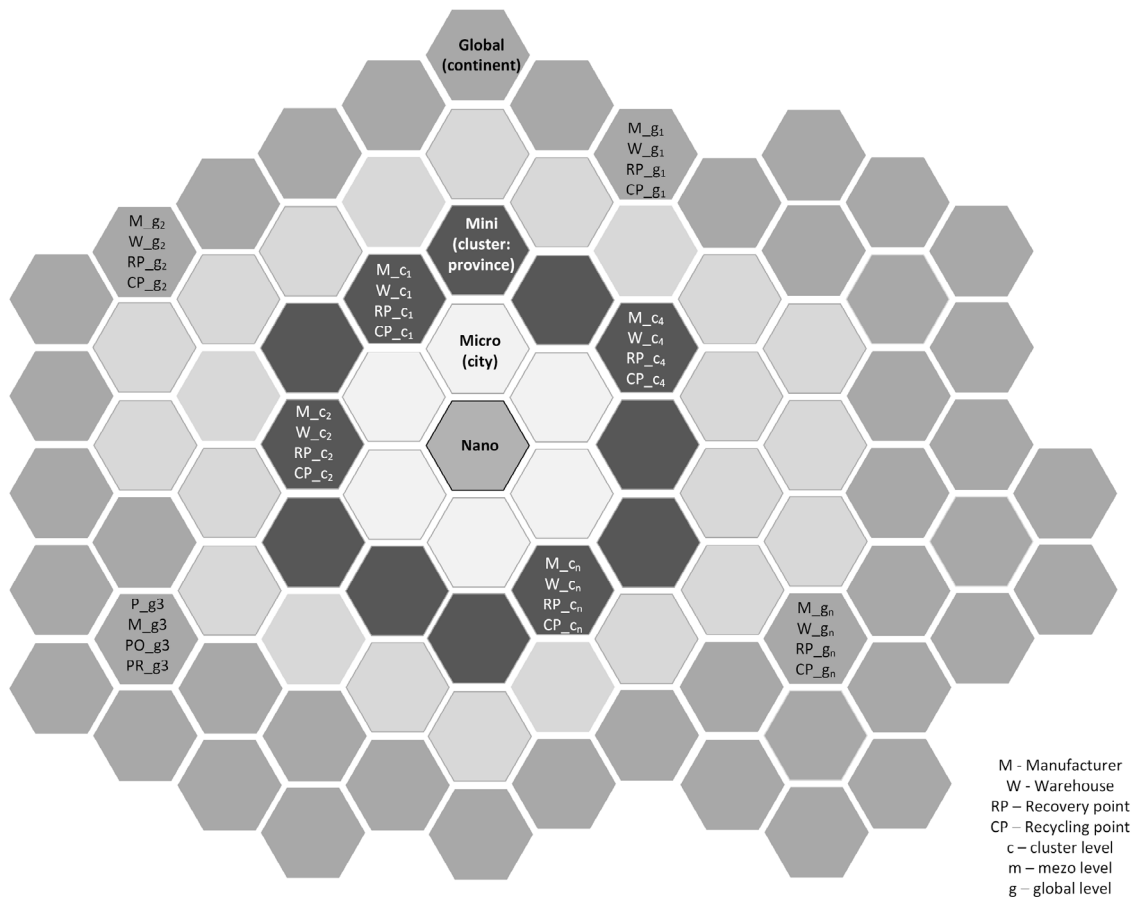 Global
(continent)
M_g₁
W_g₁
RP_g₁
CP_g₁
M_g₂
W_g₂
RP_g₂
CP_g₂
Mini
(cluster:
province)
M_c₁
W_c₁
RP_c₁
CP_c₁
M_c₄
W_c₄
RP_c₄
CP_c₄
Micro
(city)
M_c₂
W_c₂
RP_c₂
CP_c₂
Nano
M_cₙ
W_cₙ
RP_cₙ
CP_cₙ
P_g3
M_g3
PO_g3
PR_g3
M_gₙ
W_gₙ
RP_gₙ
CP_gₙ
M - Manufacturer
W - Warehouse
RP – Recovery point
CP – Recycling point
c – cluster level
m – mezo level
g – global level